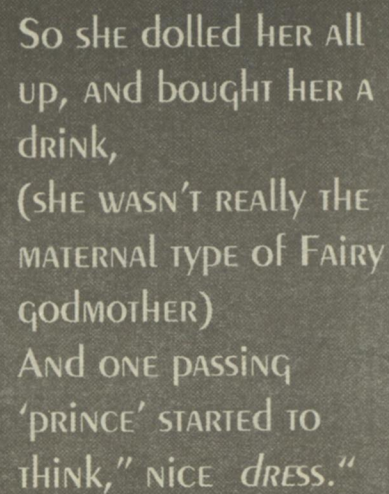 So she dolled her all
up, and bought her a
drink,
(she wasn't really the
maternal type of Fairy
godmother)
And one passing
'prince' started to
think," nice dress."